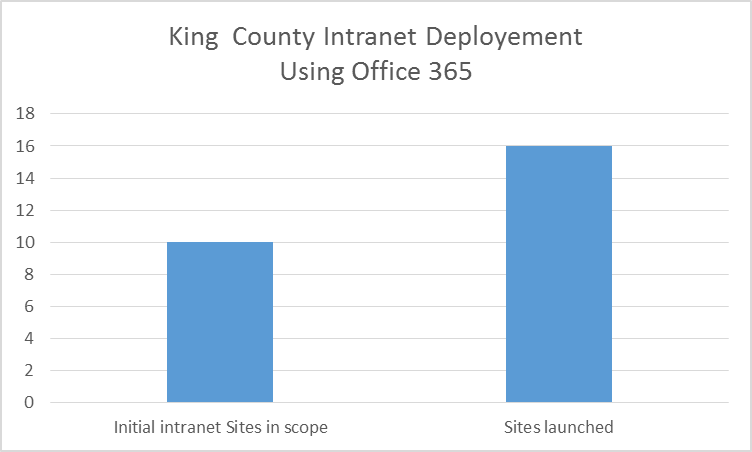 King  County Intranet Deployement
Using Office 365
18
16
14
12
10
8
6
4
2
0
Initial intranet Sites in scope
Sites launched